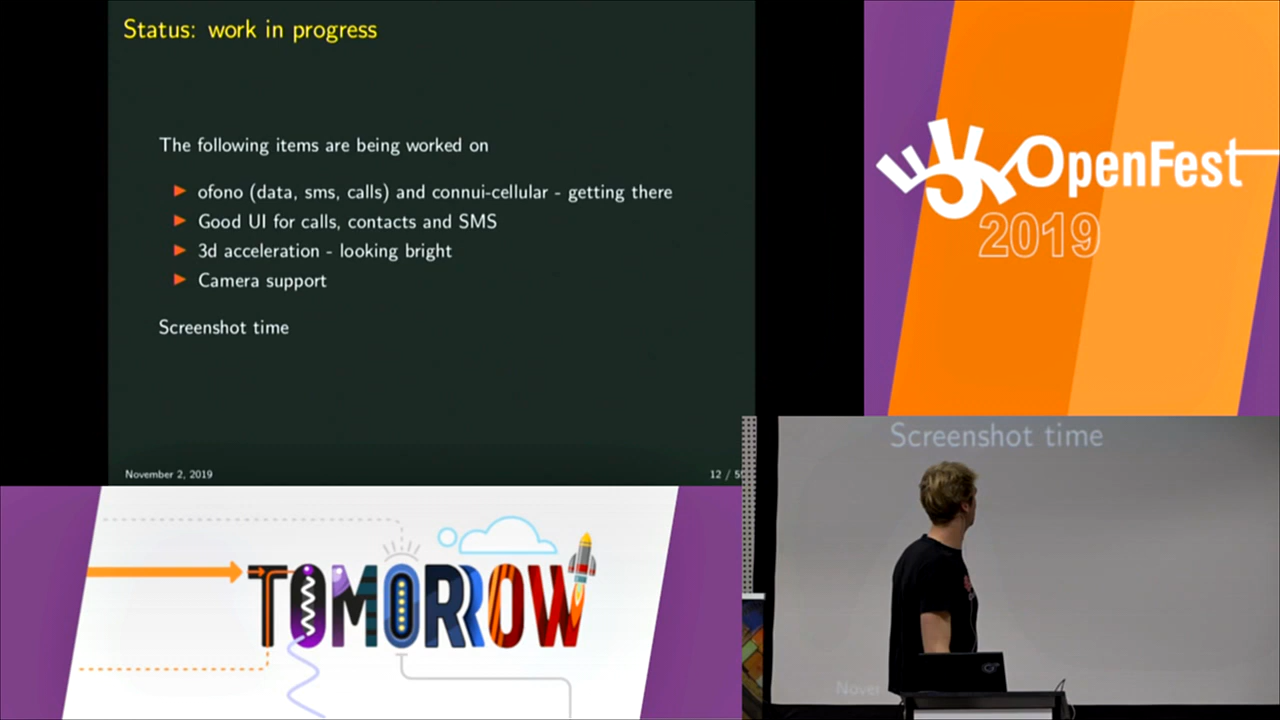 Status: work in progress
The following items are being worked on
ofono (data, sms, calls) and connui-cellular - getting there
Good UI for calls, contacts and SMS
3d acceleration - looking bright
Camera support
Screenshot time
November 2, 2019
12 /
OpenFest
2019
TOMORROW
Screenshot time